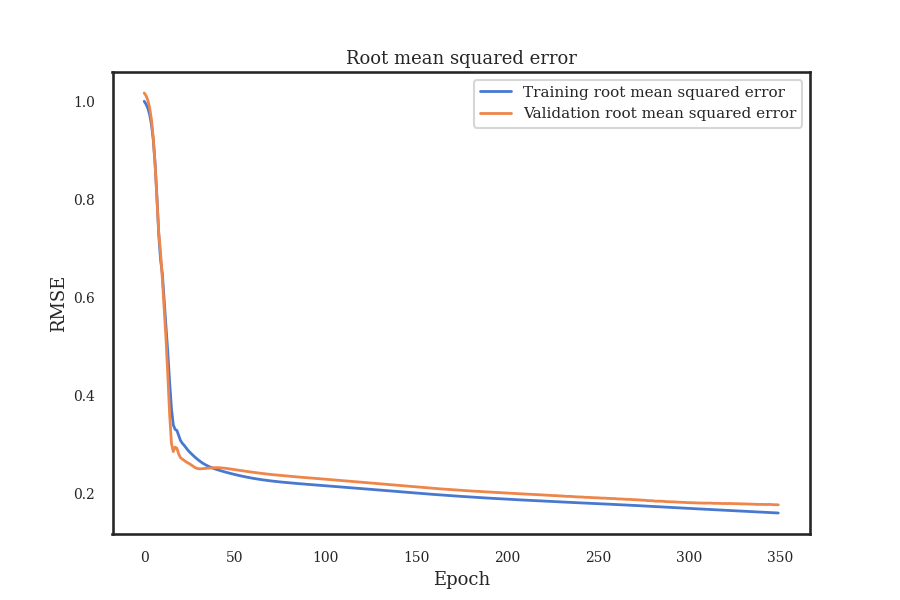 Root mean squared error
Training root mean squared error
Validation root mean squared error
1.0
0.8
0.6
0.4
0.2
RMSE
0 50 100 150 200 250 300 350
Epoch